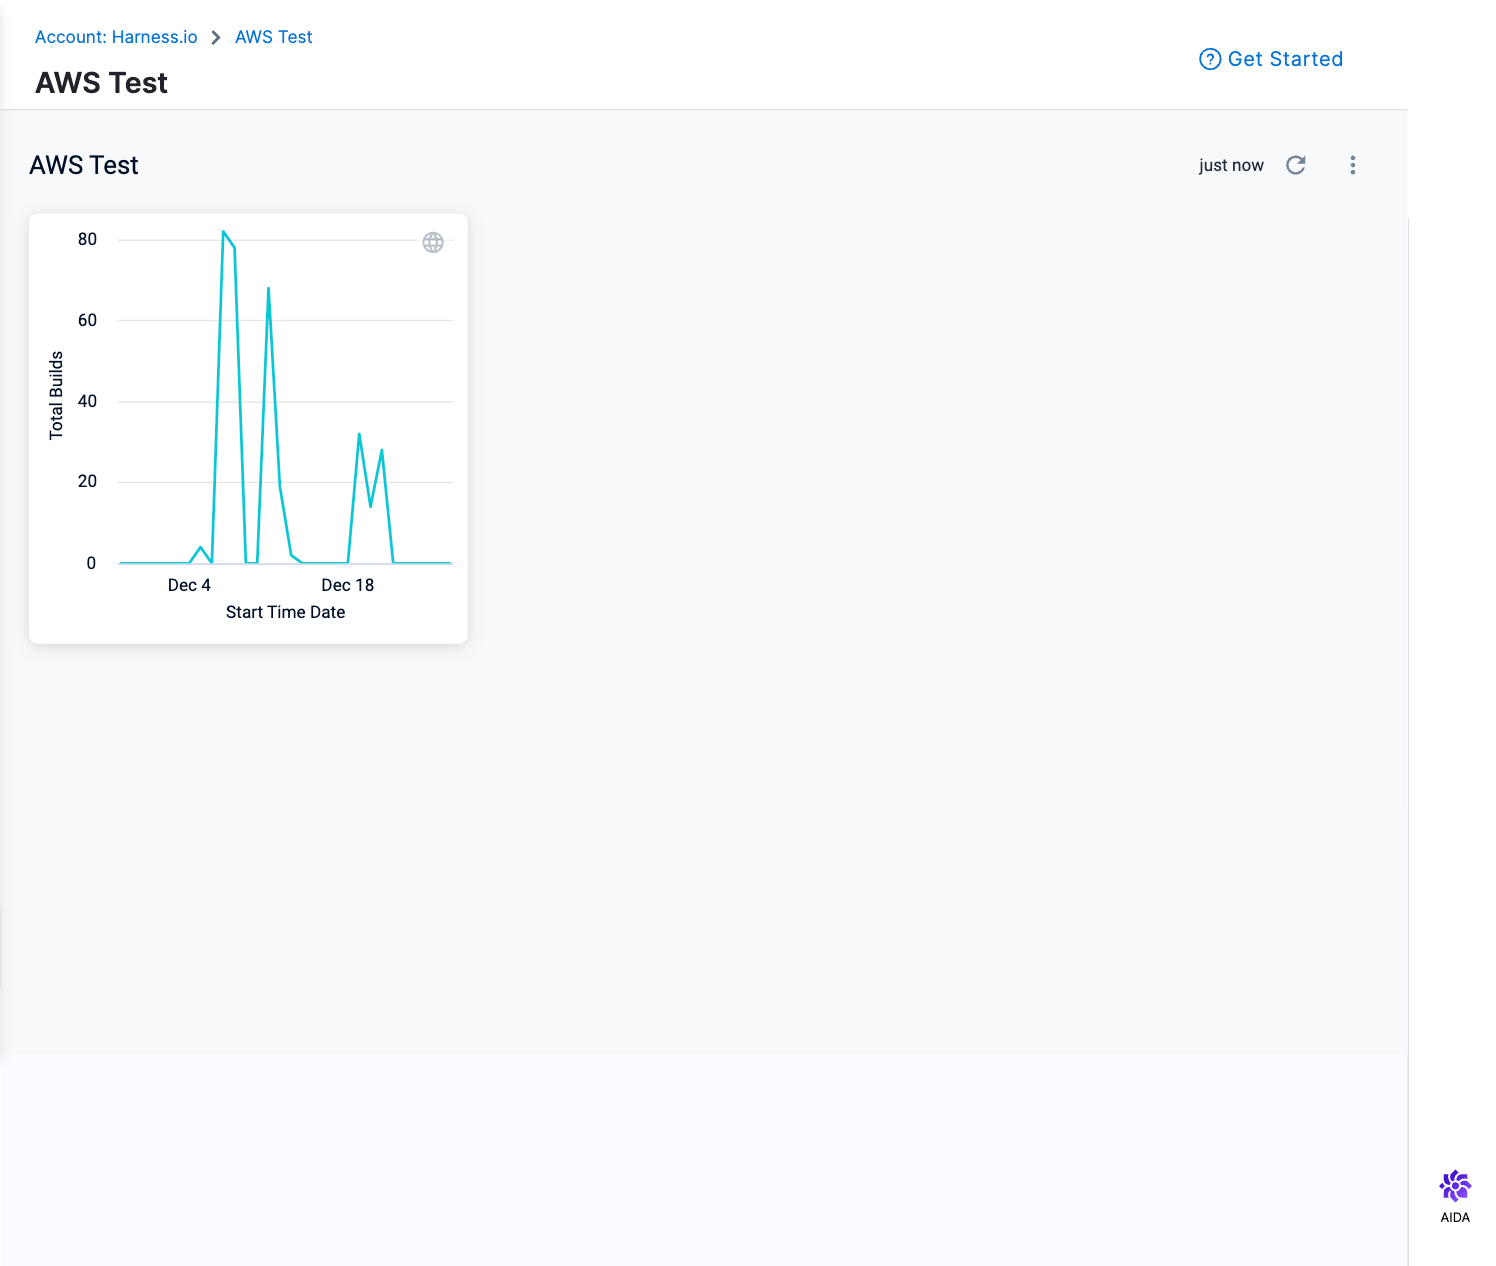 Account: Harness.io > AWS Test
AWS Test
Get Started
AWS Test
just now
80
60
40
20
0
Total Builds
Dec 4
Dec 18
Start Time Date
AIDA